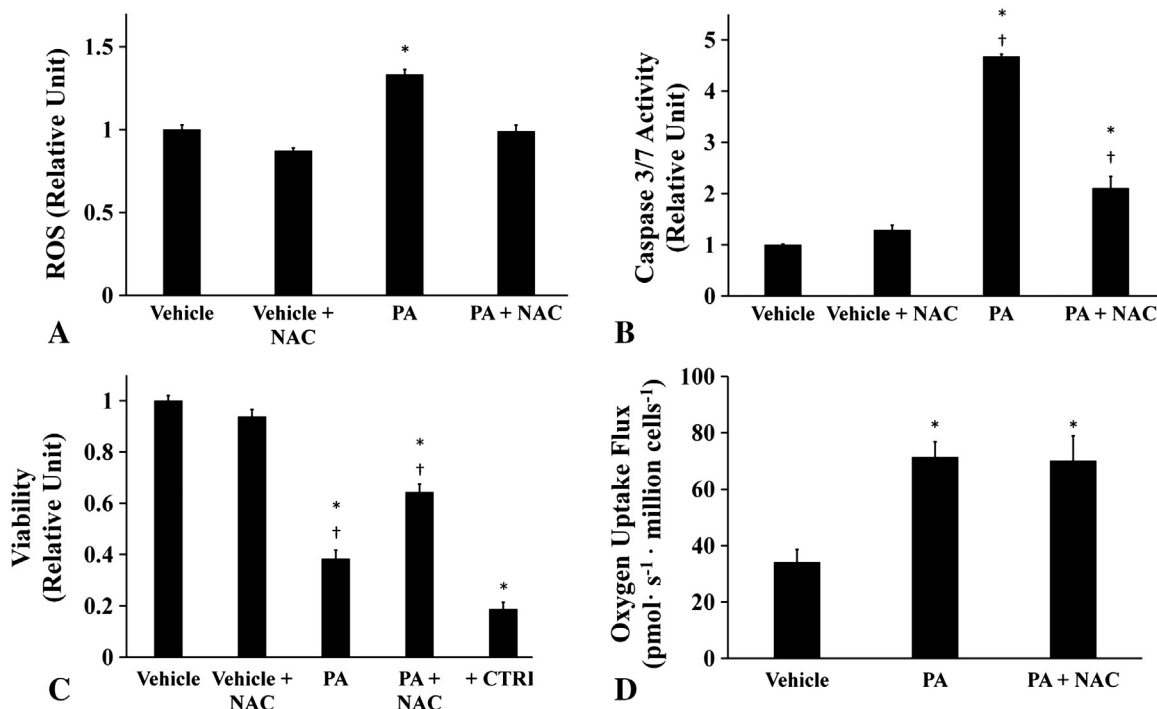 ROS (Relative Unit)
1.5
1
0.5
0
*
Vehicle
Vehicle +
NAC
PA
PA + NAC
A
Caspase 3/7 Activity
(Relative Unit)
5
4
3
2
1
0
*
†
*
†
Vehicle
Vehicle + NAC
PA
PA + NAC
B
Viability
(Relative Unit)
1
0.8
0.6
0.4
0.2
0
*
†
*
†
*
Vehicle
Vehicle +
NAC
PA
PA +
NAC
+ CTRl
C
Oxygen Uptake Flux
(pmol· s⁻¹ · million cells⁻¹)
100
80
60
40
20
0
*
*
Vehicle
PA
PA + NAC
D